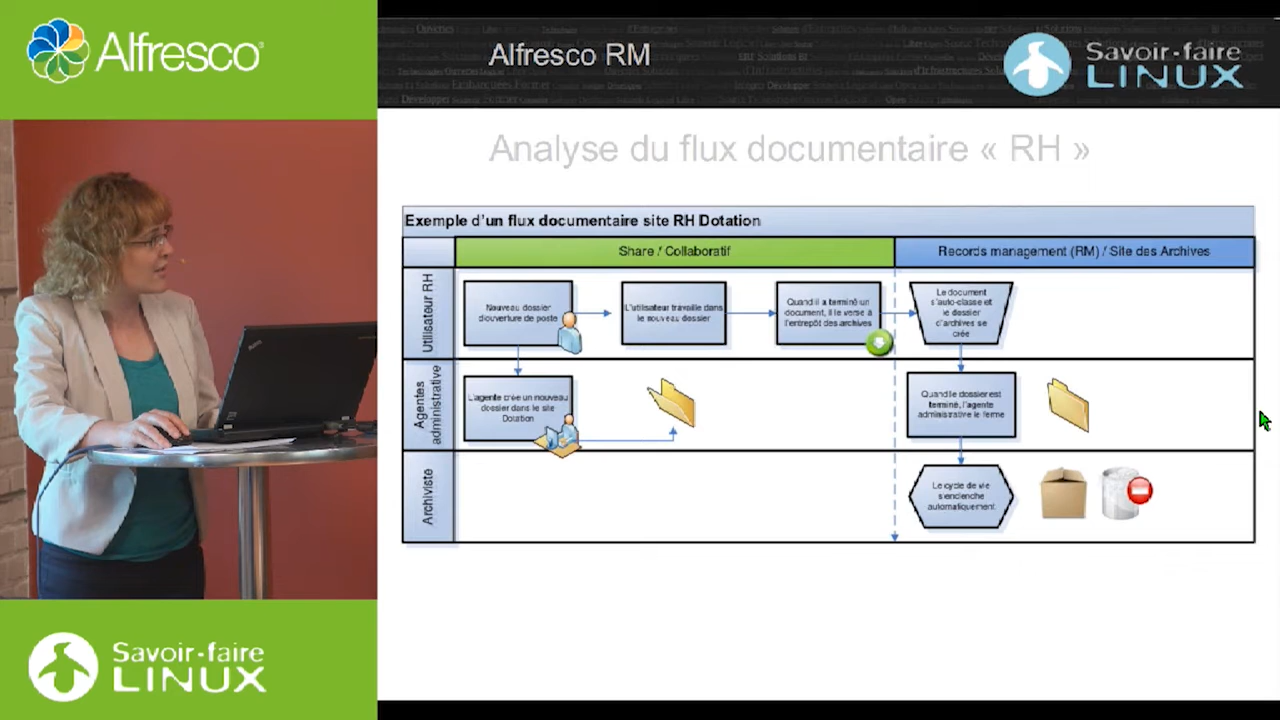 Alfresco
Alfresco RM
Savoir-faire
LINUX
Analyse du flux documentaire « RH »
Exemple d'un flux documentaire site RH Dotation
Share / Collaboratif
Records management (RM) / Site des Archives
Utilisateur RH
Nouveau dossier
d'ouverture de poste
L'utilisateur travaille dans
le nouveau dossier
Quand il a terminé un
document, il le verse à
l'entrepôt des archives
Le document
s'auto-classe et
le dossier
d'archives se
crée
Agentes
administrative
L'agente crée un nouveau
dossier dans le site
Dotation
Quand le dossier est
terminé, l'agente
administrative le ferme
Archiviste
Le cycle de vie
s'enclenche
automatiquement
Savoir-faire
LINUX